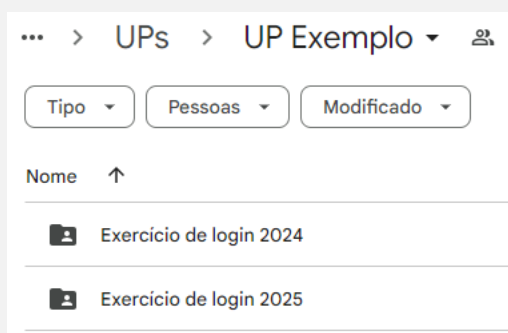 ... > UPs > UP Exemplo
Tipo Pessoas Modificado
Nome
Exercício de login 2024
Exercício de login 2025